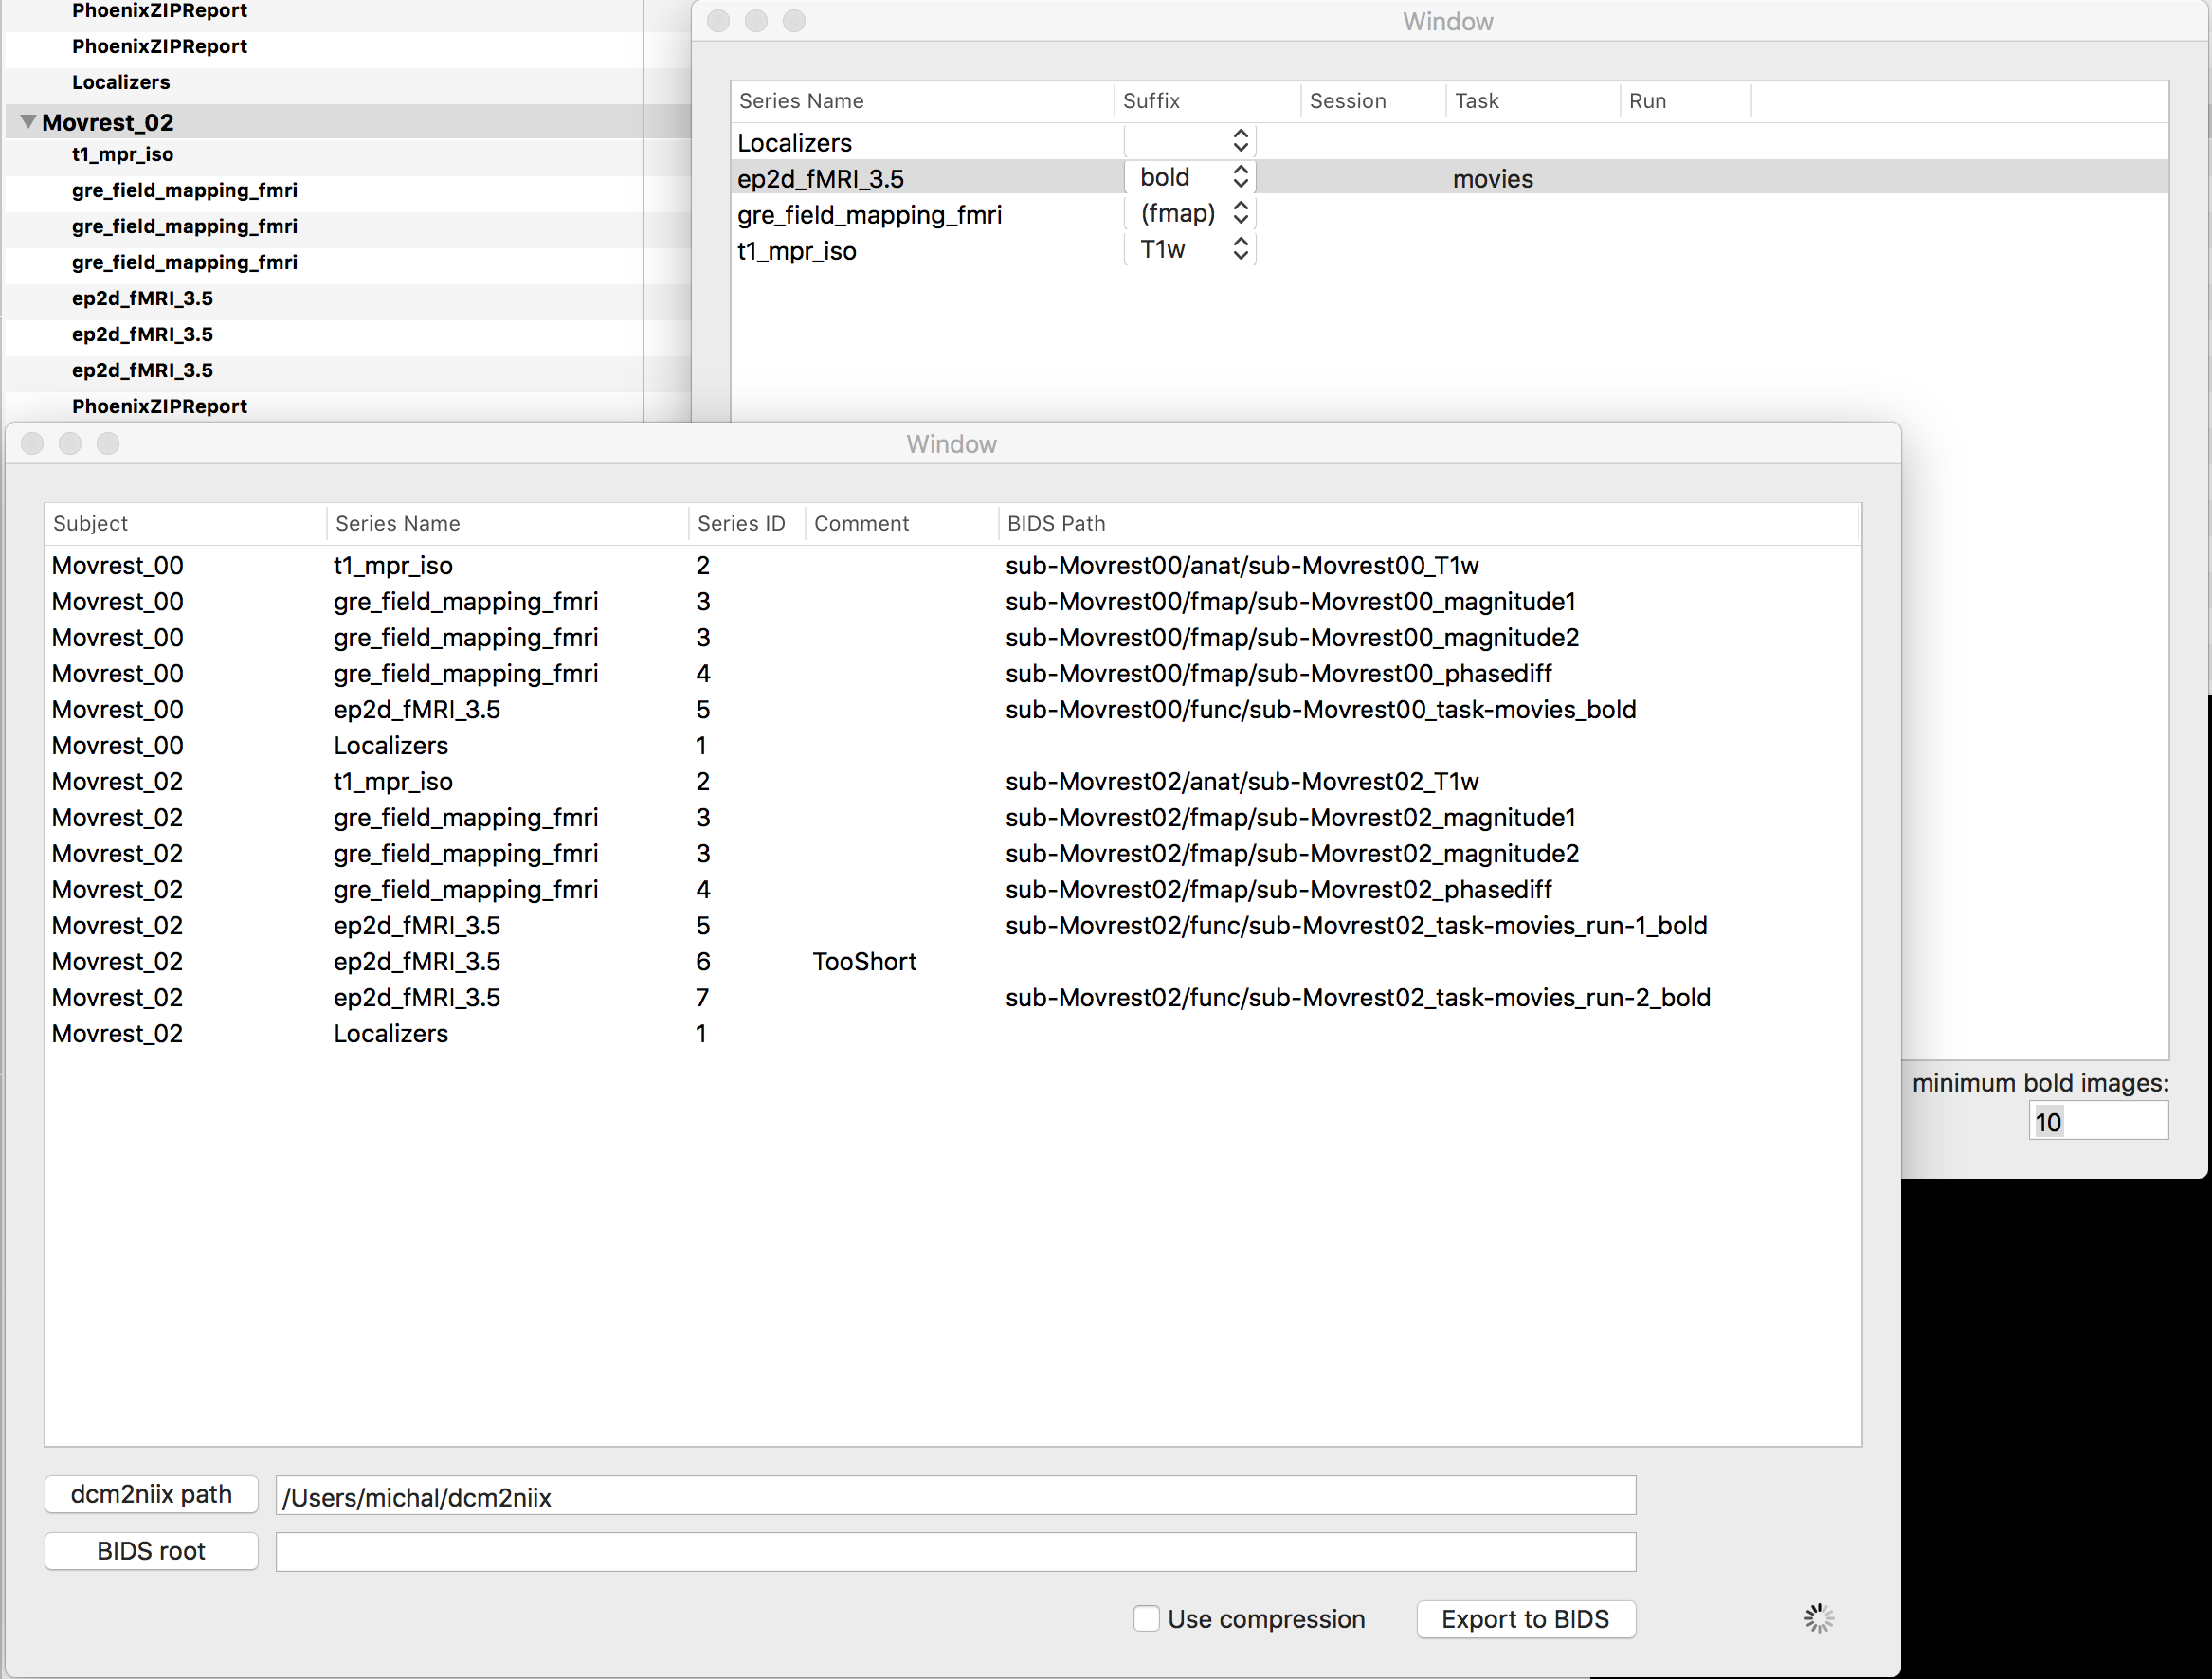 PhoenixZIPReport
PhoenixZIPReport
Localizers
Movrest_02
t1_mpr_iso
gre_field_mapping_fmri
gre_field_mapping_fmri
gre_field_mapping_fmri
ep2d_fMRI_3.5
ep2d_fMRI_3.5
ep2d_fMRI_3.5
PhoenixZIPReport
Window
Series Name Suffix Session Task Run
Localizers
ep2d_fMRI_3.5 bold movies
gre_field_mapping_fmri (fmap)
t1_mpr_iso T1w
minimum bold images:
10
Window
Subject Series Name Series ID Comment BIDS Path
Movrest_00 t1_mpr_iso 2 sub-Movrest00/anat/sub-Movrest00_T1w
Movrest_00 gre_field_mapping_fmri 3 sub-Movrest00/fmap/sub-Movrest00_magnitude1
Movrest_00 gre_field_mapping_fmri 3 sub-Movrest00/fmap/sub-Movrest00_magnitude2
Movrest_00 gre_field_mapping_fmri 4 sub-Movrest00/fmap/sub-Movrest00_phasediff
Movrest_00 ep2d_fMRI_3.5 5 sub-Movrest00/func/sub-Movrest00_task-movies_bold
Movrest_00 Localizers 1
Movrest_02 t1_mpr_iso 2 sub-Movrest02/anat/sub-Movrest02_T1w
Movrest_02 gre_field_mapping_fmri 3 sub-Movrest02/fmap/sub-Movrest02_magnitude1
Movrest_02 gre_field_mapping_fmri 3 sub-Movrest02/fmap/sub-Movrest02_magnitude2
Movrest_02 gre_field_mapping_fmri 4 sub-Movrest02/fmap/sub-Movrest02_phasediff
Movrest_02 ep2d_fMRI_3.5 5 sub-Movrest02/func/sub-Movrest02_task-movies_run-1_bold
Movrest_02 ep2d_fMRI_3.5 6 TooShort
Movrest_02 ep2d_fMRI_3.5 7 sub-Movrest02/func/sub-Movrest02_task-movies_run-2_bold
Movrest_02 Localizers 1
dcm2niix path /Users/michal/dcm2niix
BIDS root
Use compression Export to BIDS